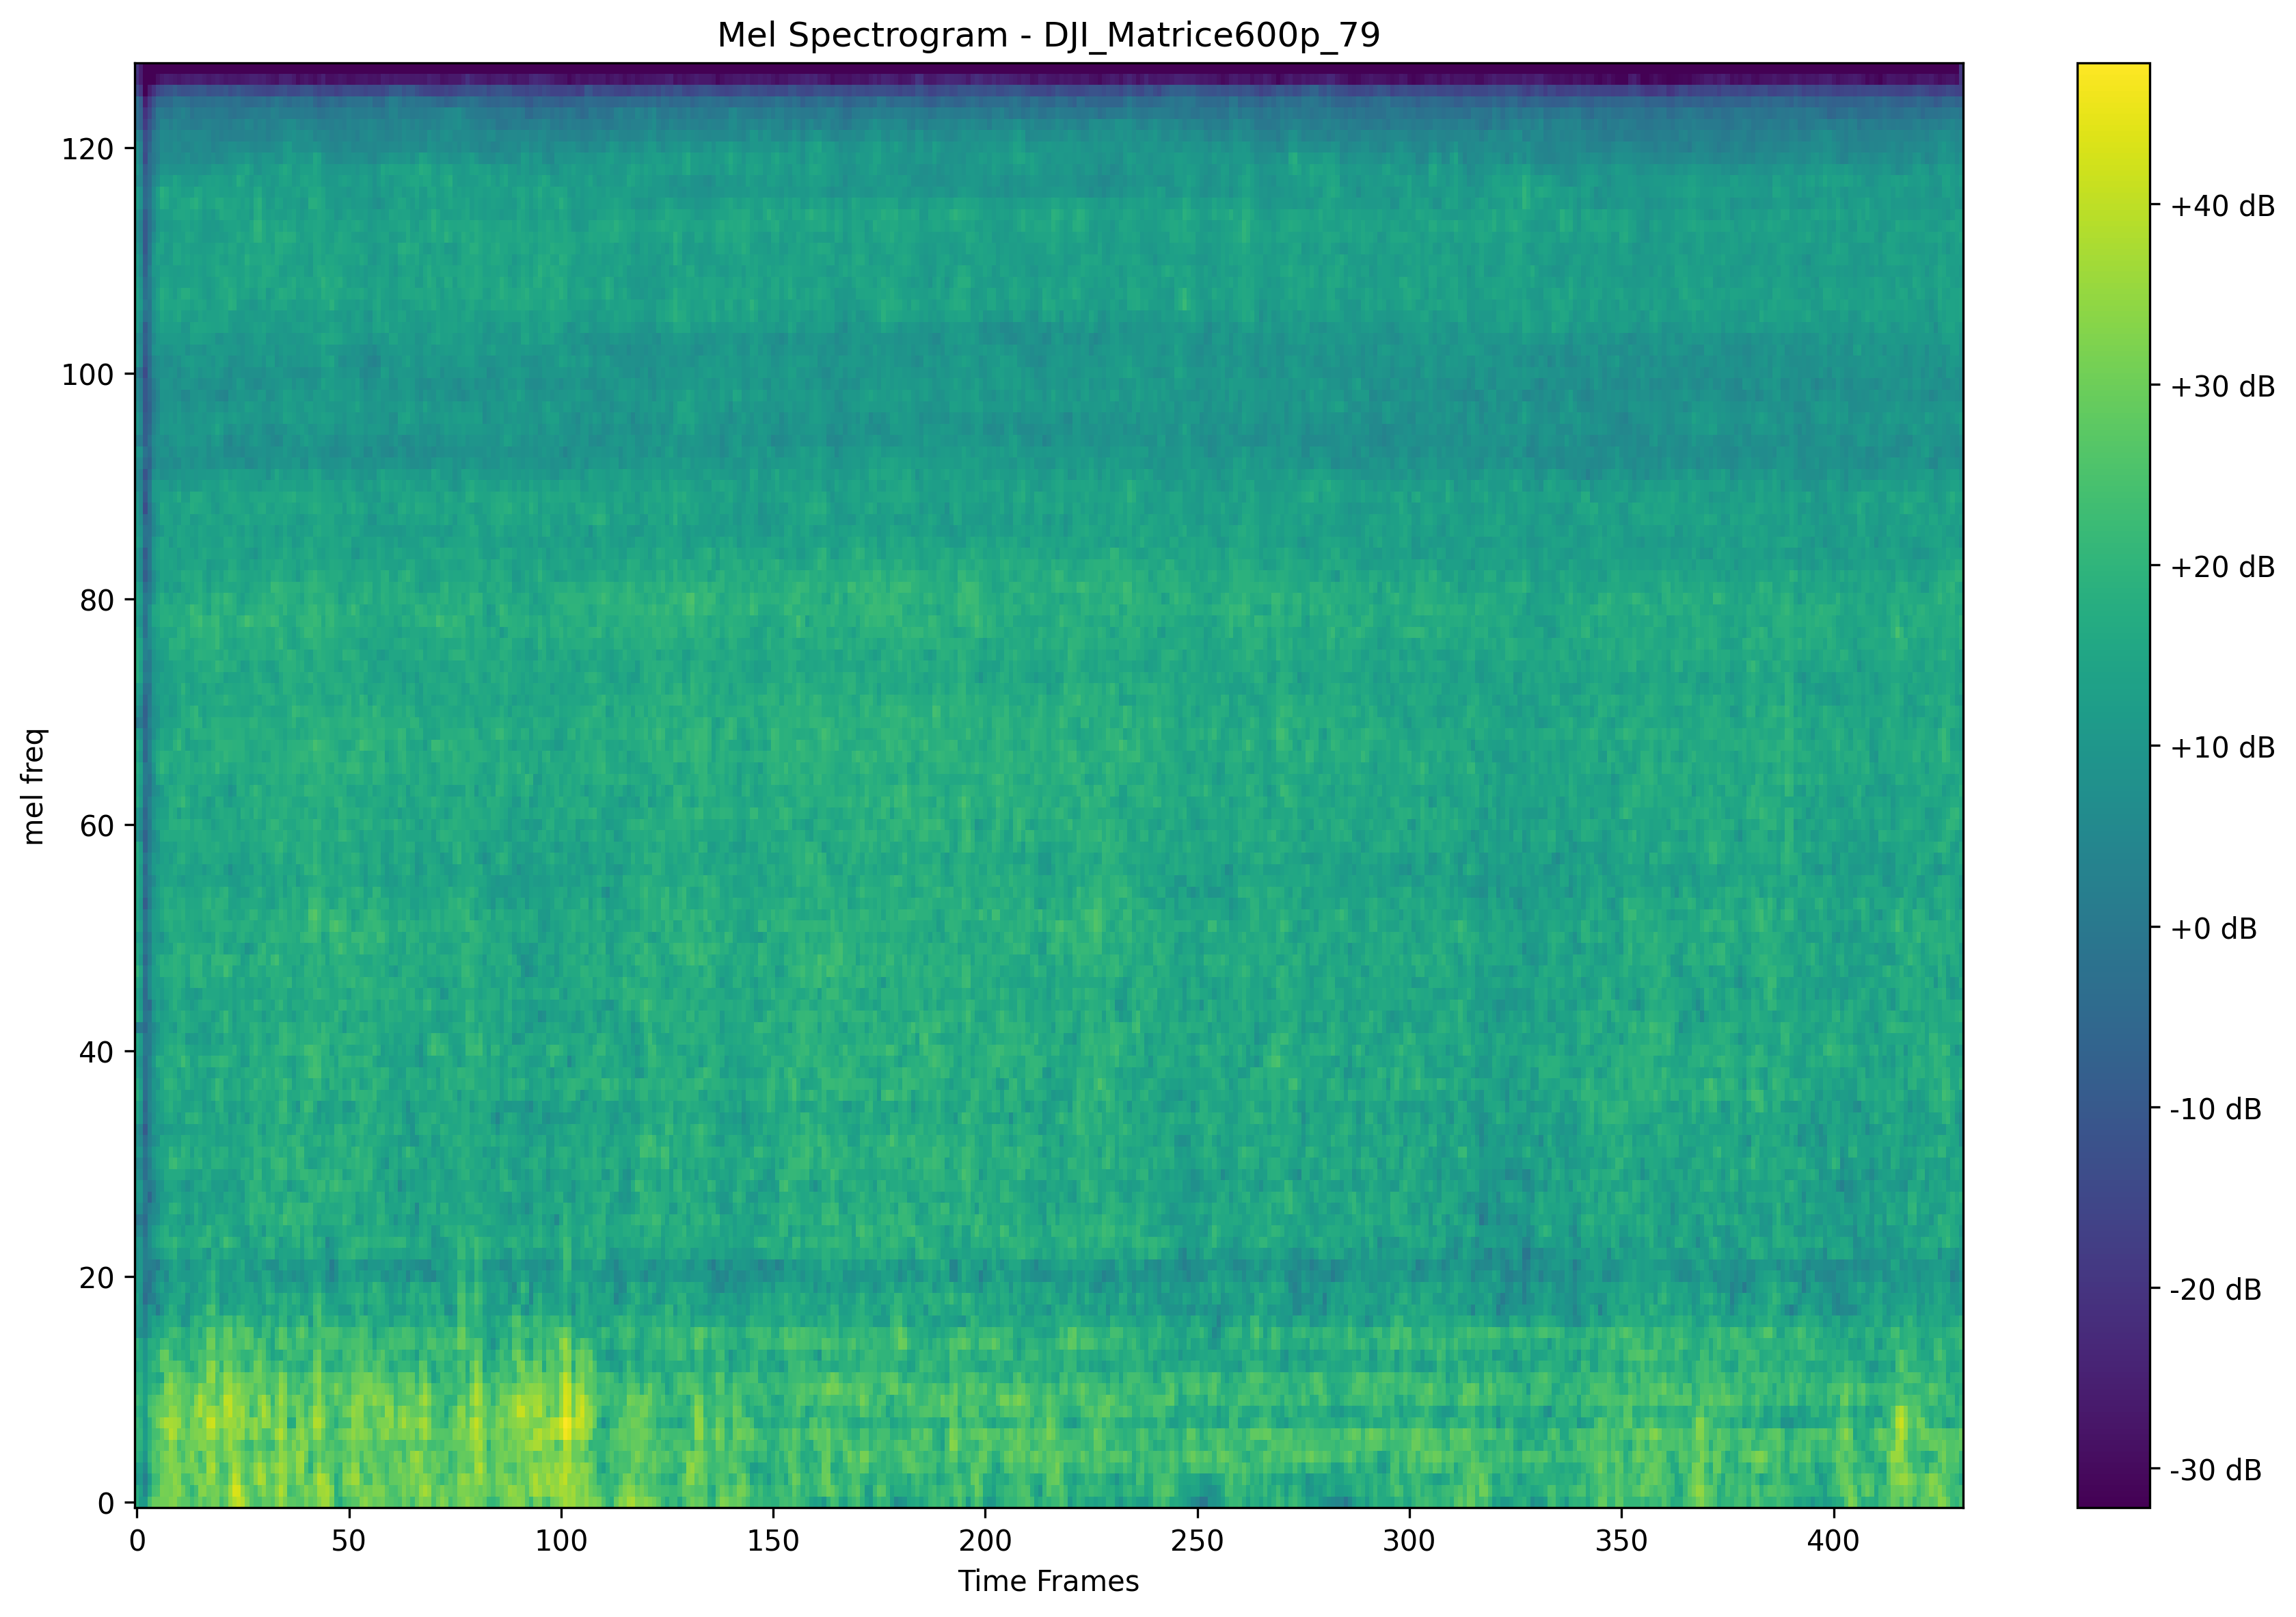 Mel Spectrogram - DJI_Matrice600p_79
mel freq
120
100
80
60
40
20
0
0 50 100 150 200 250 300 350 400
Time Frames
+40 dB
+30 dB
+20 dB
+10 dB
+0 dB
-10 dB
-20 dB
-30 dB